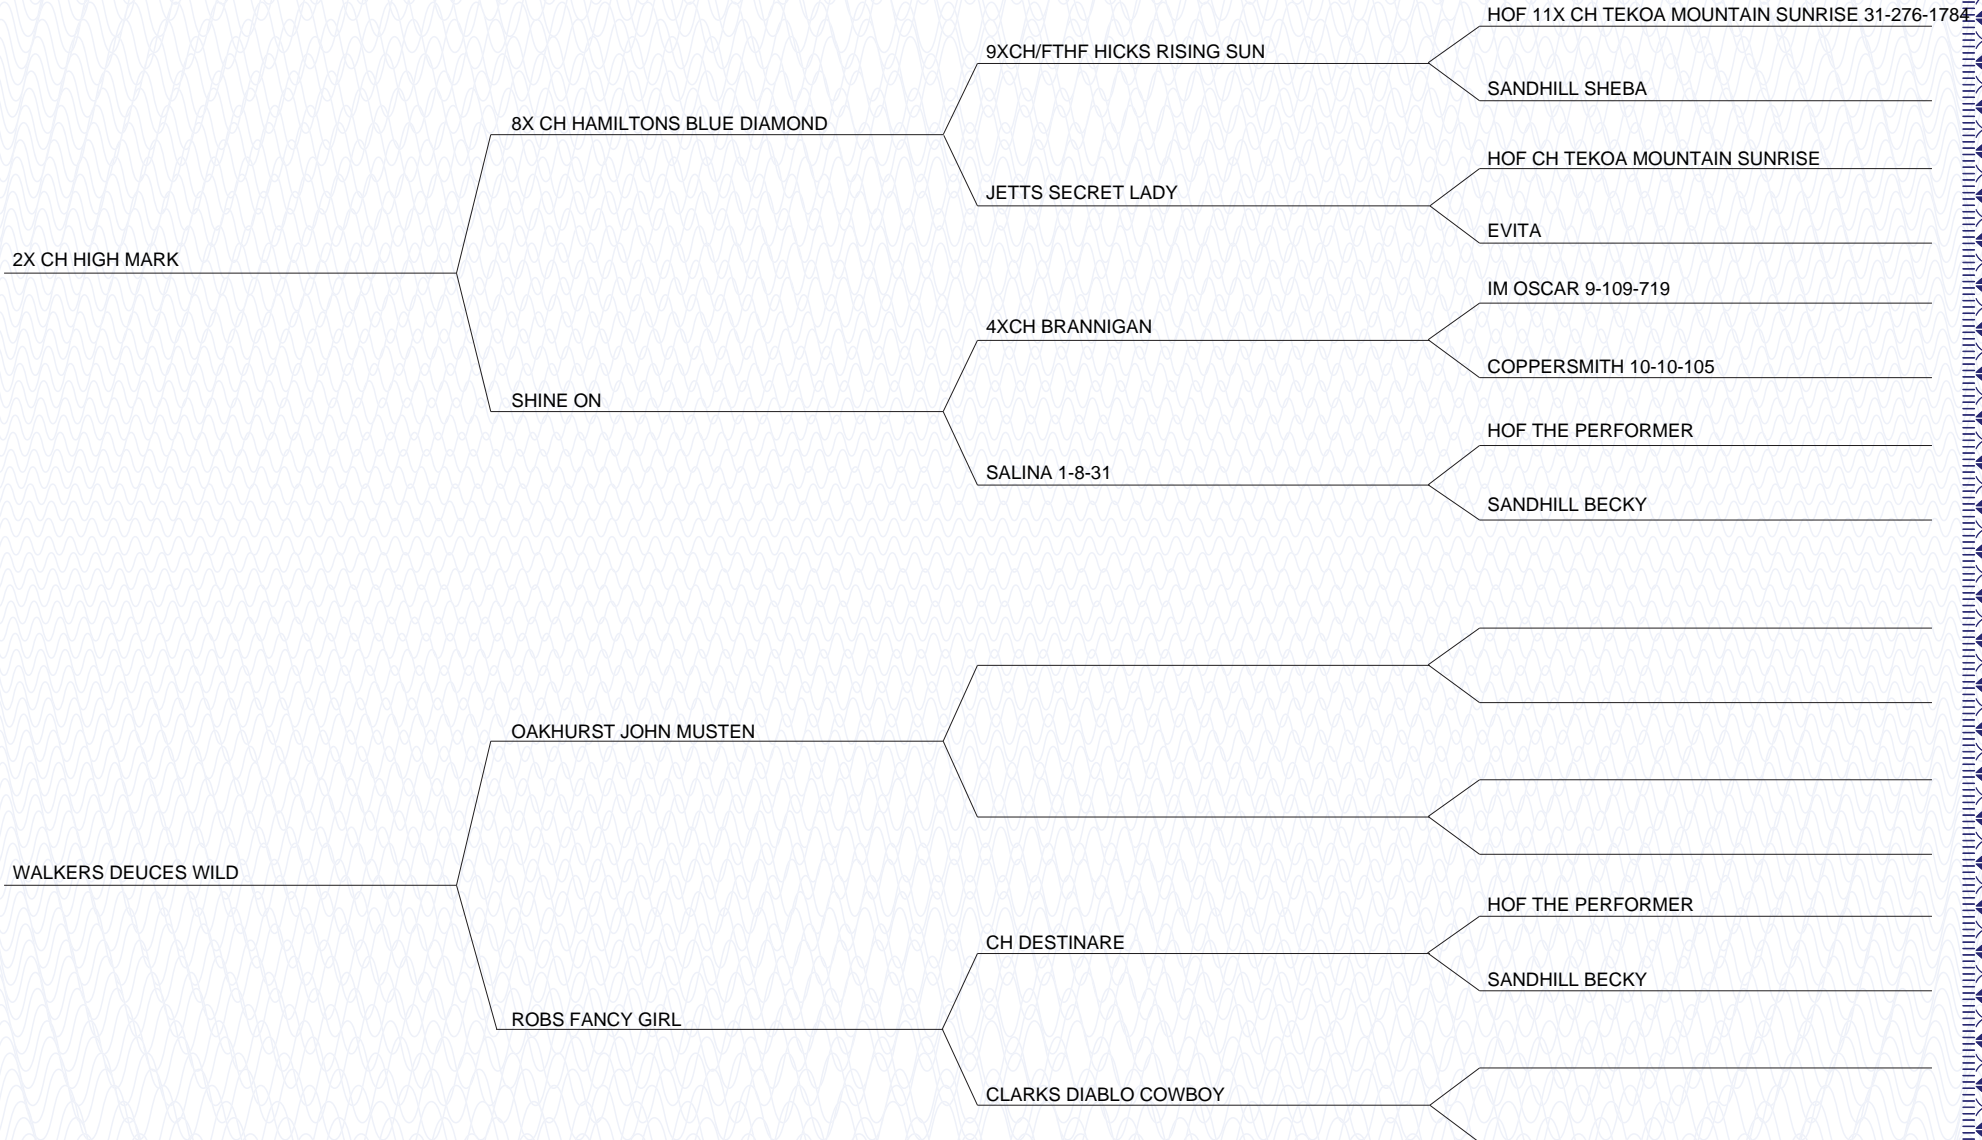 HOF 11X CH TEKOA MOUNTAIN SUNRISE 31-276-1784
9XCH/FTHF HICKS RISING SUN
SANDHILL SHEBA
8X CH HAMILTONS BLUE DIAMOND
HOF CH TEKOA MOUNTAIN SUNRISE
JETTS SECRET LADY
EVITA
2X CH HIGH MARK
IM OSCAR 9-109-719
4XCH BRANNIGAN
COPPERSMITH 10-10-105
SHINE ON
HOF THE PERFORMER
SALINA 1-8-31
SANDHILL BECKY
OAKHURST JOHN MUSTEN
WALKERS DEUCES WILD
HOF THE PERFORMER
CH DESTINARE
SANDHILL BECKY
ROBS FANCY GIRL
CLARKS DIABLO COWBOY